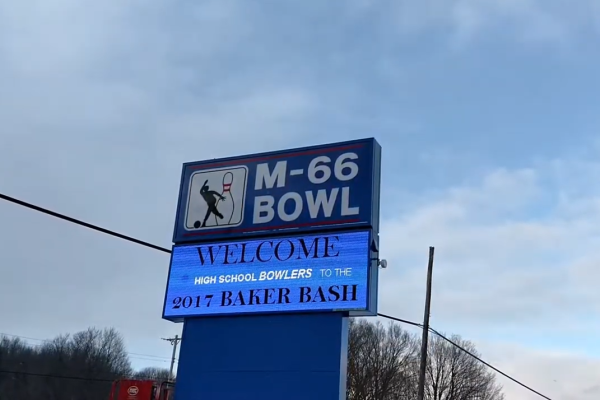 M-66
BOWL
WELCOME
HIGH SCHOOL BOWLERS TO THE
2017 BAKER BASH